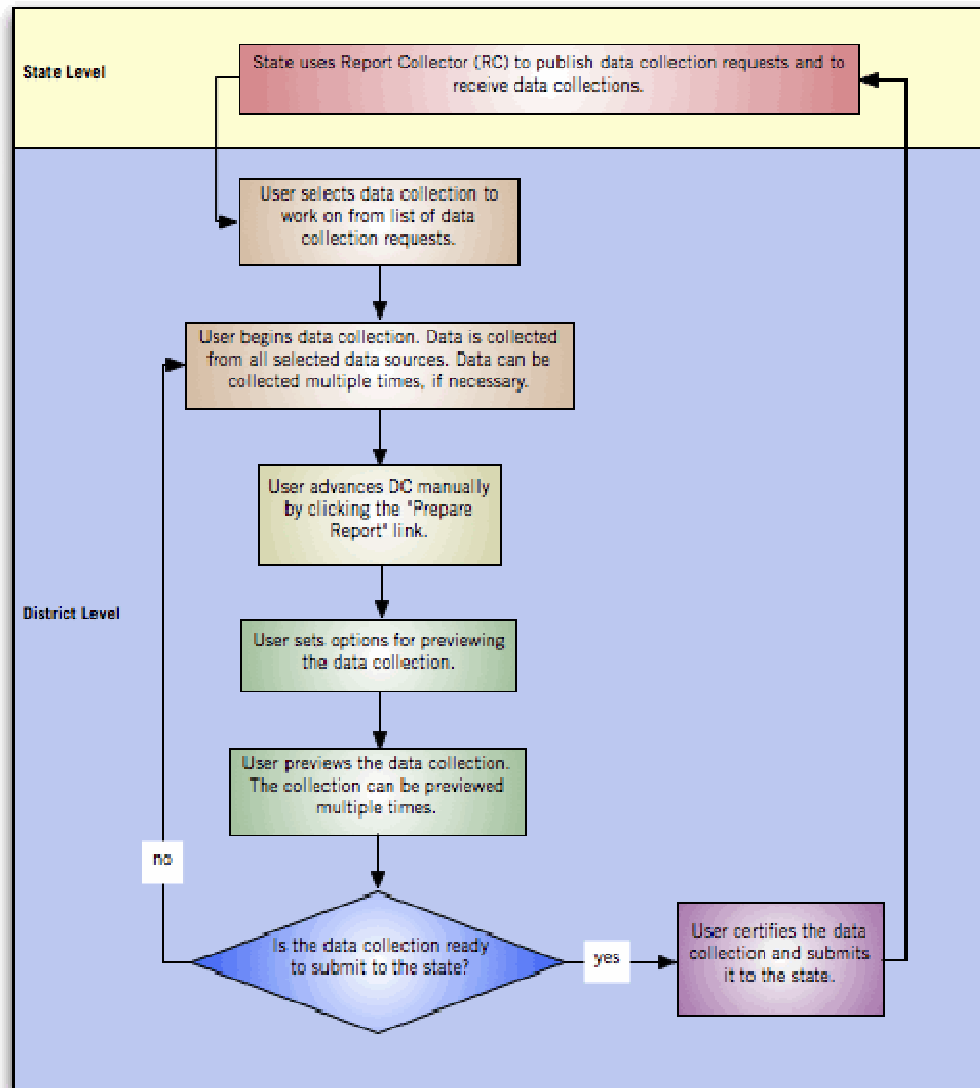 State Level
State uses Report Collector (RC) to publish data collection requests and to
receive data collections.
User selects data collection to
work on from list of data
collection requests.
User begins data collection. Data is collected
from all selected data sources. Data can be
collected multiple times, if necessary.
User advances DC manually
by clicking the "Prepare
Report" link.
District Level
User sets options for previewing
the data collection.
User previews the data collection.
The collection can be previewed
multiple times.
no
Is the data collection ready
to submit to the state?
yes
User certifies the data
collection and submits
it to the state.